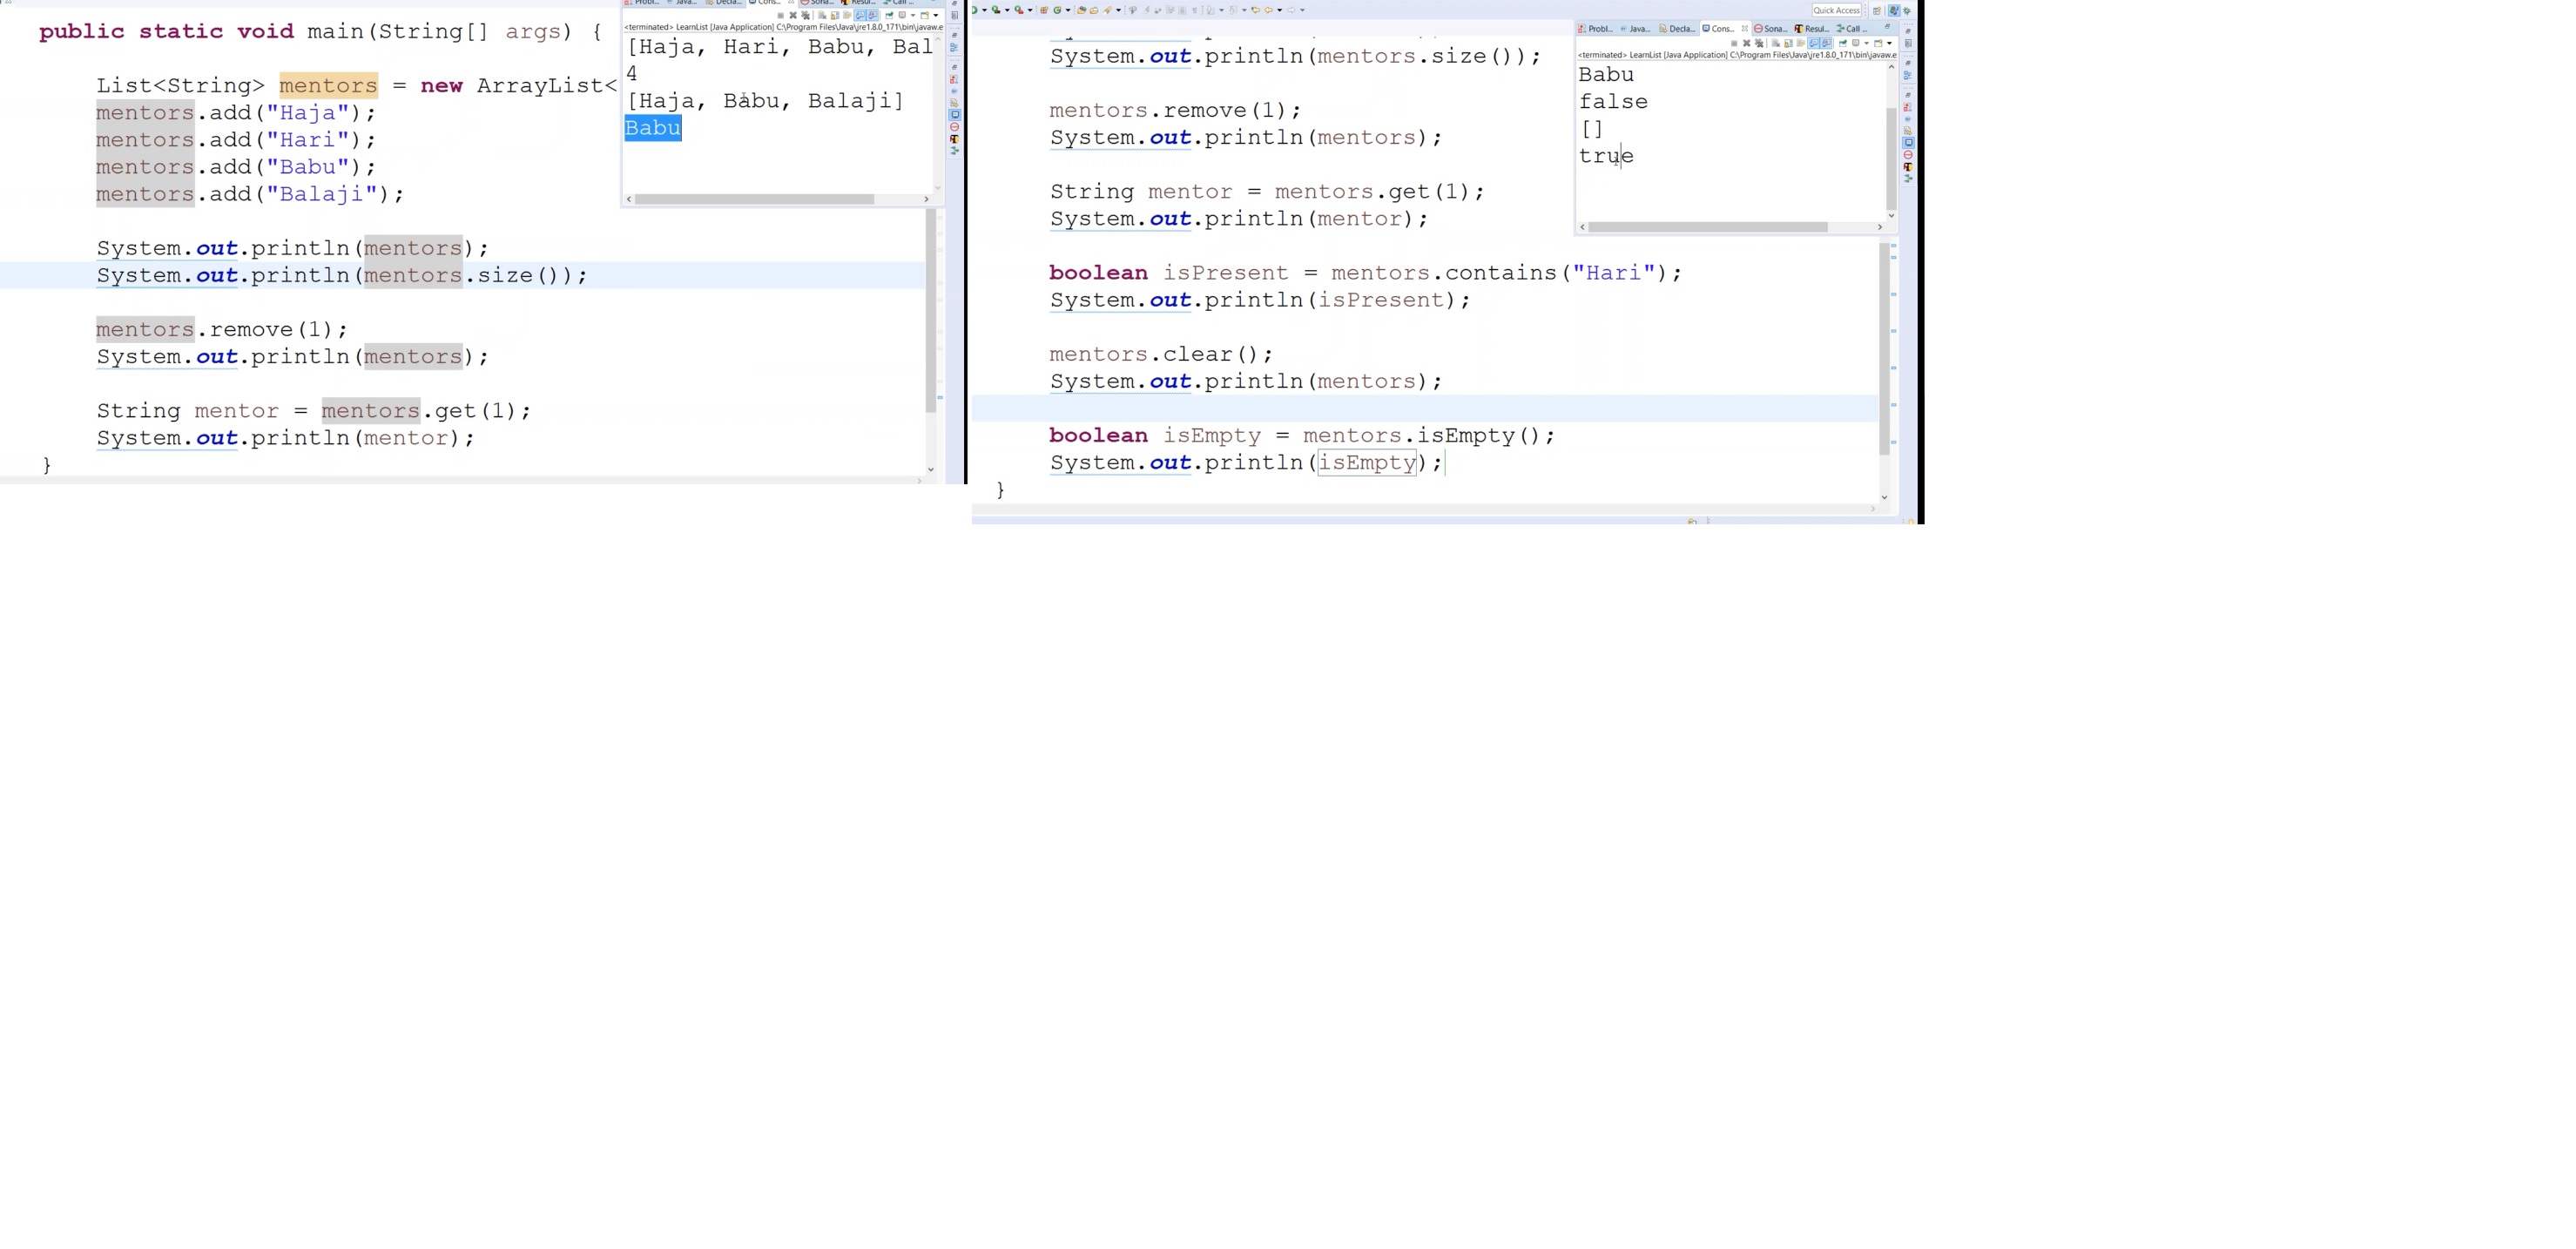 public static void main(String[] args) {
List<String> mentors = new ArrayList<
mentors.add("Haja");
mentors.add("Hari");
mentors.add("Babu");
mentors.add("Balaji");
System.out.println(mentors);
System.out.println(mentors.size());
mentors.remove(1);
System.out.println(mentors);
String mentor = mentors.get(1);
System.out.println(mentor);
}
Probl... Java... Decla... Cons... Sona... Resul... Call ...
<terminated> LearnList [Java Application] C:\Program Files\Java\jre1.8.0_171\bin\javaw.e
[Haja, Hari, Babu, Bal
4
[Haja, Babu, Balaji]
Babu
Quick Access
System.out.println(mentors.size());
mentors.remove(1);
System.out.println(mentors);
String mentor = mentors.get(1);
System.out.println(mentor);
boolean isPresent = mentors.contains("Hari");
System.out.println(isPresent);
mentors.clear();
System.out.println(mentors);
boolean isEmpty = mentors.isEmpty();
System.out.println(isEmpty);
}
Probl... Java... Decla... Cons... Sona... Resul... Call ...
<terminated> LearnList [Java Application] C:\Program Files\Java\jre1.8.0_171\bin\javaw.e
Babu
false
[]
true